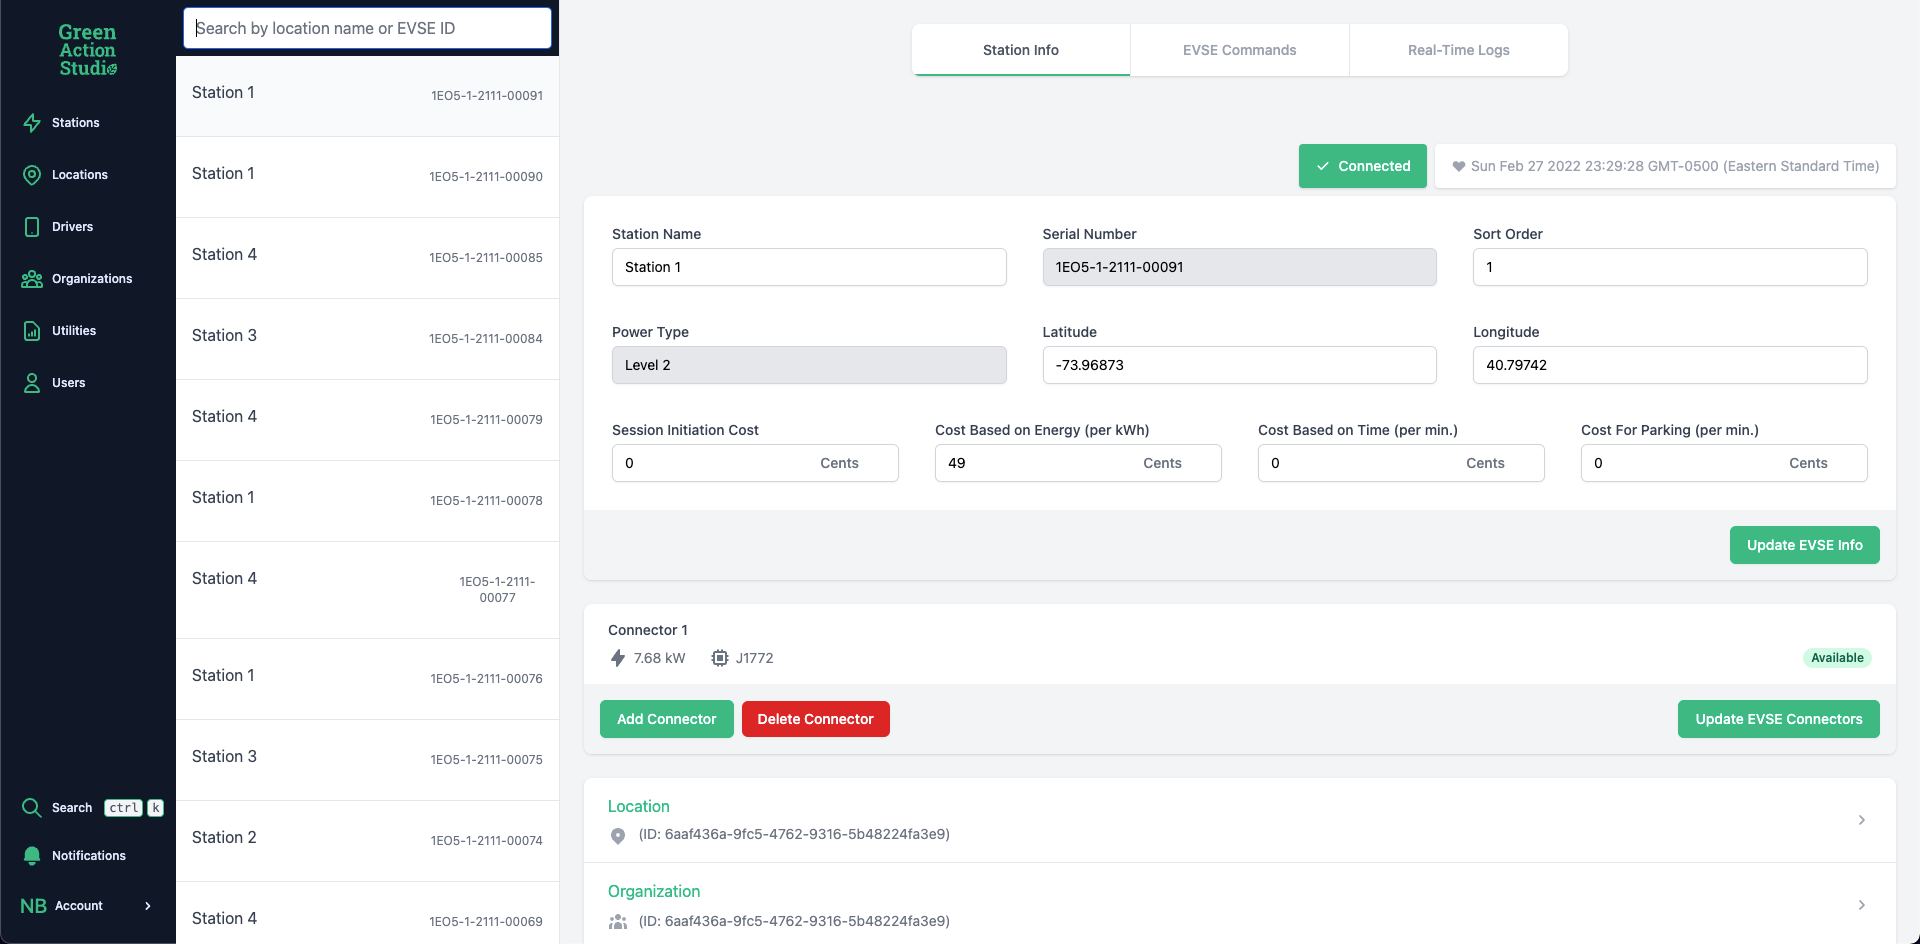 Green
Action
Studio
Stations
Locations
Drivers
Organizations
Utilities
Users
Search ctrl k
Notifications
NB Account
Search by location name or EVSE ID
Station 1 1EO5-1-2111-00091
Station 1 1EO5-1-2111-00090
Station 4 1EO5-1-2111-00085
Station 3 1EO5-1-2111-00084
Station 4 1EO5-1-2111-00079
Station 1 1EO5-1-2111-00078
Station 4 1EO5-1-2111-
00077
Station 1 1EO5-1-2111-00076
Station 3 1EO5-1-2111-00075
Station 2 1EO5-1-2111-00074
Station 4 1EO5-1-2111-00069
Station Info EVSE Commands Real-Time Logs
Connected Sun Feb 27 2022 23:29:28 GMT-0500 (Eastern Standard Time)
Station Name Serial Number Sort Order
Station 1 1EO5-1-2111-00091 1
Power Type Latitude Longitude
Level 2 -73.96873 40.79742
Session Initiation Cost Cost Based on Energy (per kWh) Cost Based on Time (per min.) Cost For Parking (per min.)
0 Cents 49 Cents 0 Cents 0 Cents
Update EVSE Info
Connector 1
7.68 kW J1772 Available
Add Connector Delete Connector Update EVSE Connectors
Location
(ID: 6aaf436a-9fc5-4762-9316-5b48224fa3e9)
Organization
(ID: 6aaf436a-9fc5-4762-9316-5b48224fa3e9)